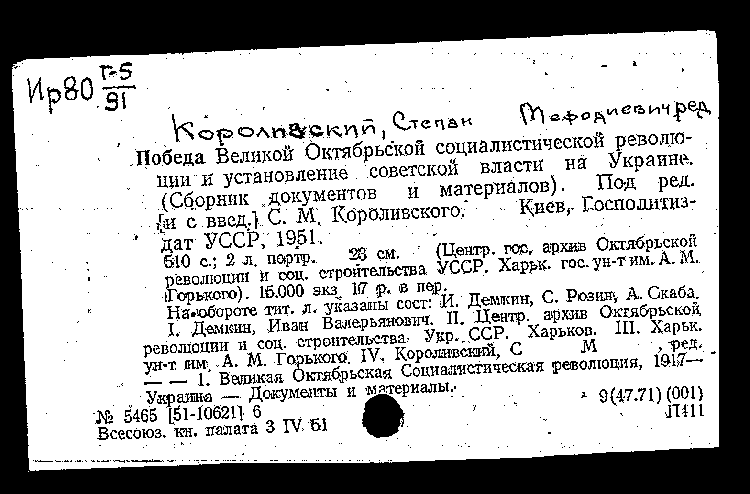 Ир80 Г-5
91
Короливский, Степан Мефодиевич ред
Победа Великой Октябрьской социалистической револю-
ции и установление советской власти на Украине.
(Сборник документов и материалов). Под ред.
[и с введ.] С. М. Короливского. Киев, Госполитиз-
дат УССР, 1951.
510 с.; 2 л. портр. 23 см. (Центр. гос. архив Октябрьской
революции и соц. строительства УССР. Харьк. гос. ун-т им. А. М.
Горького). 15.000 экз. 17 р. в пер.
На обороте тит. л. указаны сост: И. Демкин, С. Розин, А. Скаба.
I. Демкин, Иван Валерьянович. II. Центр. архив Октябрьской
революции и соц. строительства Укр. ССР. Харьков. III. Харьк.
ун-т им. А. М. Горького. IV. Короливский, С М , ред.
— — 1. Великая Октябрьская Социалистическая революция, 1917—
Украина — Документы и материалы.
№ 5465 [51-10621] 6 9(47.71)(001)
Всесоюз. кн. палата 3 IV 51 П411